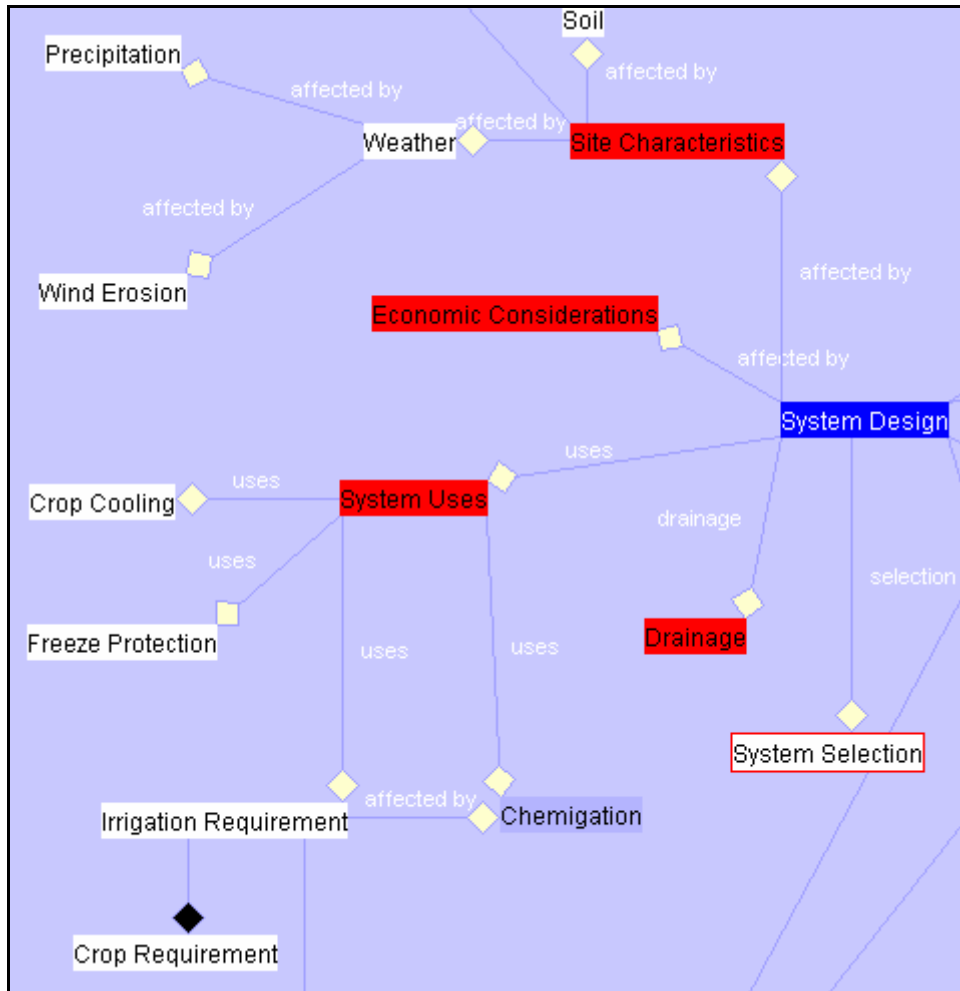 Soil
Precipitation
affected by
affected by
affected by
Weather
Site Characteristics
affected by
affected by
Wind Erosion
Economic Considerations
affected by
System Design
uses
uses
Crop Cooling
System Uses
drainage
uses
selection
Freeze Protection
uses
uses
Drainage
System Selection
affected by
Irrigation Requirement
Chemigation
Crop Requirement